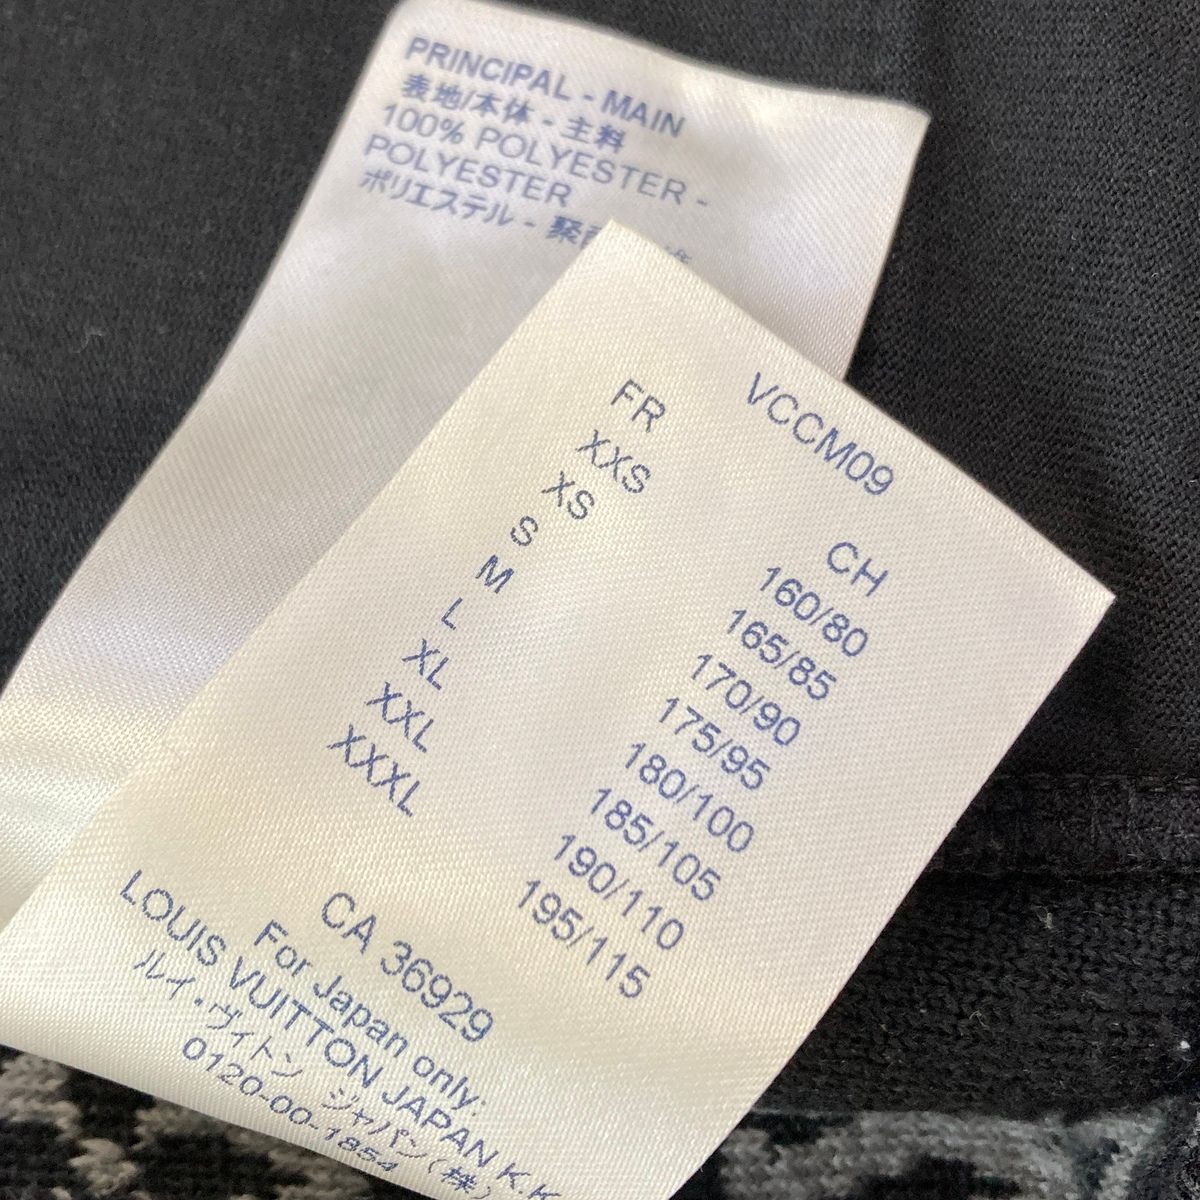 PRINCIPAL - MAIN
表地/本体 - 主料
100% POLYESTER -
POLYESTER
ポリエステル - 聚
VCCM09
FR CH
XXS 160/80
XS 165/85
S 170/90
M 175/95
L 180/100
XL 185/105
XXL 190/110
XXXL 195/115
CA 36929
For Japan only:
LOUIS VUITTON JAPAN K.K
ルイ・ヴィトン ジャパン(株)
0120-00-1854